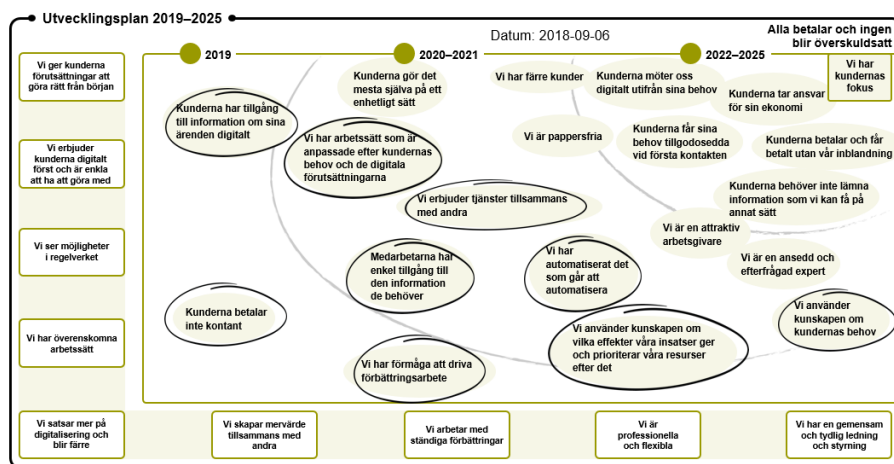 Utvecklingsplan 2019–2025
Datum: 2018-09-06
Alla betalar och ingen
blir överskuldsatt
2019
2020–2021
2022–2025
Vi ger kunderna
förutsättningar att
göra rätt från början
Vi erbjuder
kunderna digitalt
först och är enkla
att ha att göra med
Vi ser möjligheter
i regelverket
Vi har överenskomna
arbetssätt
Vi satsar mer på
digitalisering och
blir färre
Kunderna har tillgång
till information om sina
ärenden digitalt
Kunderna betalar
inte kontant
Kunderna gör det
mesta själva på ett
enhetligt sätt
Vi har arbetssätt som är
anpassade efter kundernas
behov och de digitala
förutsättningarna
Vi erbjuder tjänster tillsammans
med andra
Medarbetarna har
enkel tillgång till
den information
de behöver
Vi har förmåga att driva
förbättringsarbete
Vi har färre kunder
Vi är pappersfria
Vi har
automatiserat det
som går att
automatisera
Vi använder kunskapen om
vilka effekter våra insatser ger
och prioriterar våra resurser
efter det
Kunderna möter oss
digitalt utifrån sina behov
Kunderna får sina
behov tillgodosedda
vid första kontakten
Kunderna tar ansvar
för sin ekonomi
Vi har
kundernas
fokus
Kunderna betalar och får
betalt utan vår inblandning
Kunderna behöver inte lämna
information som vi kan få på
annat sätt
Vi är en attraktiv
arbetsgivare
Vi är en ansedd och
efterfrågad expert
Vi använder
kunskapen om
kundernas behov
Vi skapar mervärde
tillsammans med
andra
Vi arbetar med
ständiga förbättringar
Vi är
professionella
och flexibla
Vi har en gemensam
och tydlig ledning
och styrning